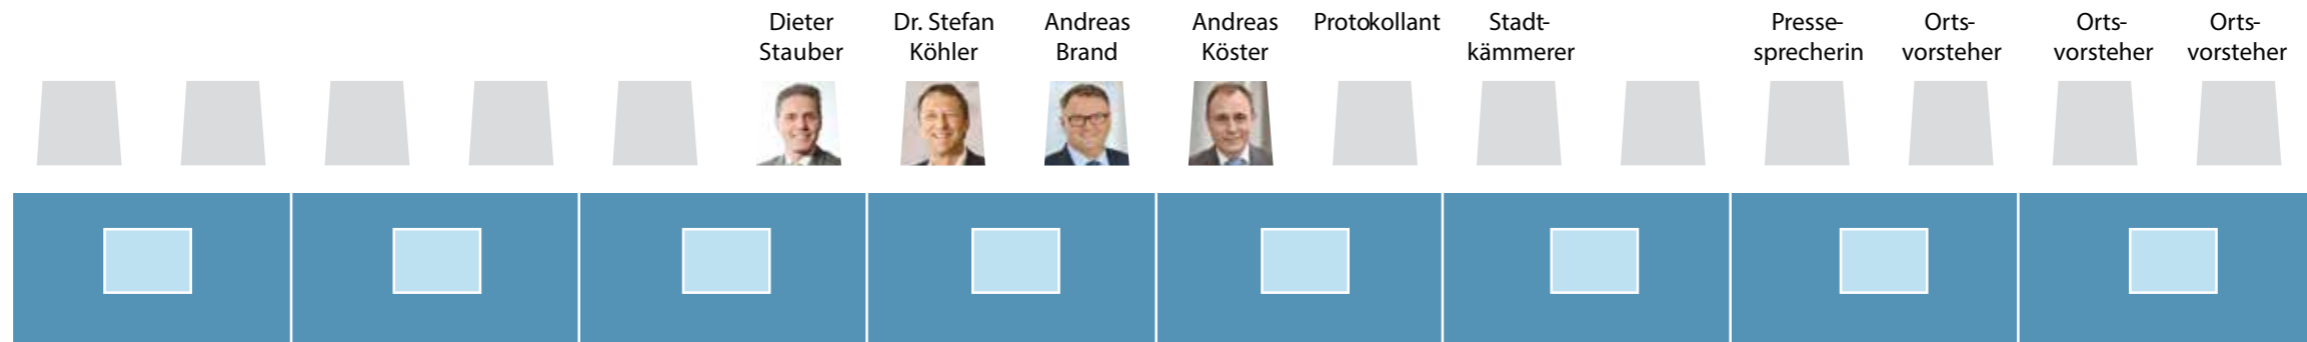 Dieter
Stauber
Dr. Stefan
Köhler
Andreas
Brand
Andreas
Köster
Protokollant
Stadt-
kämmerer
Presse-
sprecherin
Orts-
vorsteher
Orts-
vorsteher
Orts-
vorsteher